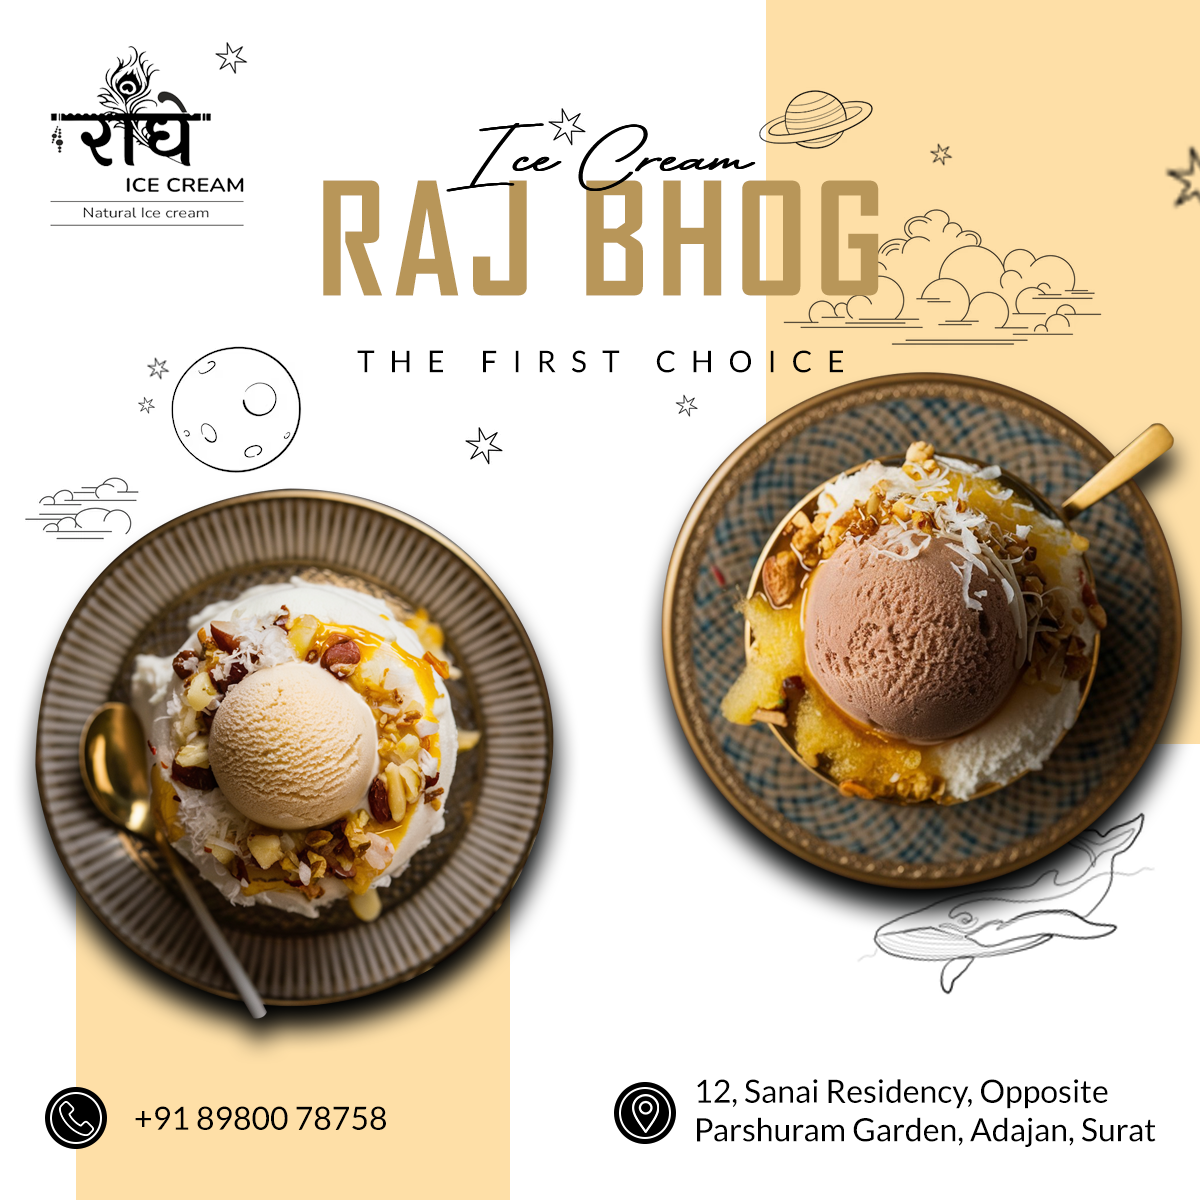 राधे
ICE CREAM
Natural Ice cream
Ice Cream
RAJ BHOG
THE FIRST CHOICE
+91 89800 78758
12, Sanai Residency, Opposite
Parshuram Garden, Adajan, Surat